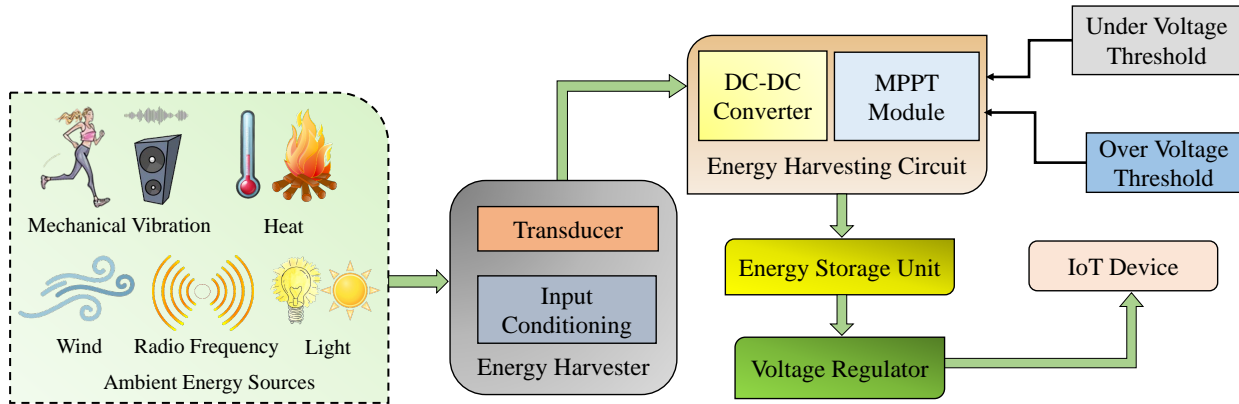 Mechanical Vibration
Heat
Wind
Radio Frequency
Light
Ambient Energy Sources
Transducer
Input
Conditioning
Energy Harvester
DC-DC
Converter
MPPT
Module
Energy Harvesting Circuit
Under Voltage
Threshold
Over Voltage
Threshold
Energy Storage Unit
Voltage Regulator
IoT Device